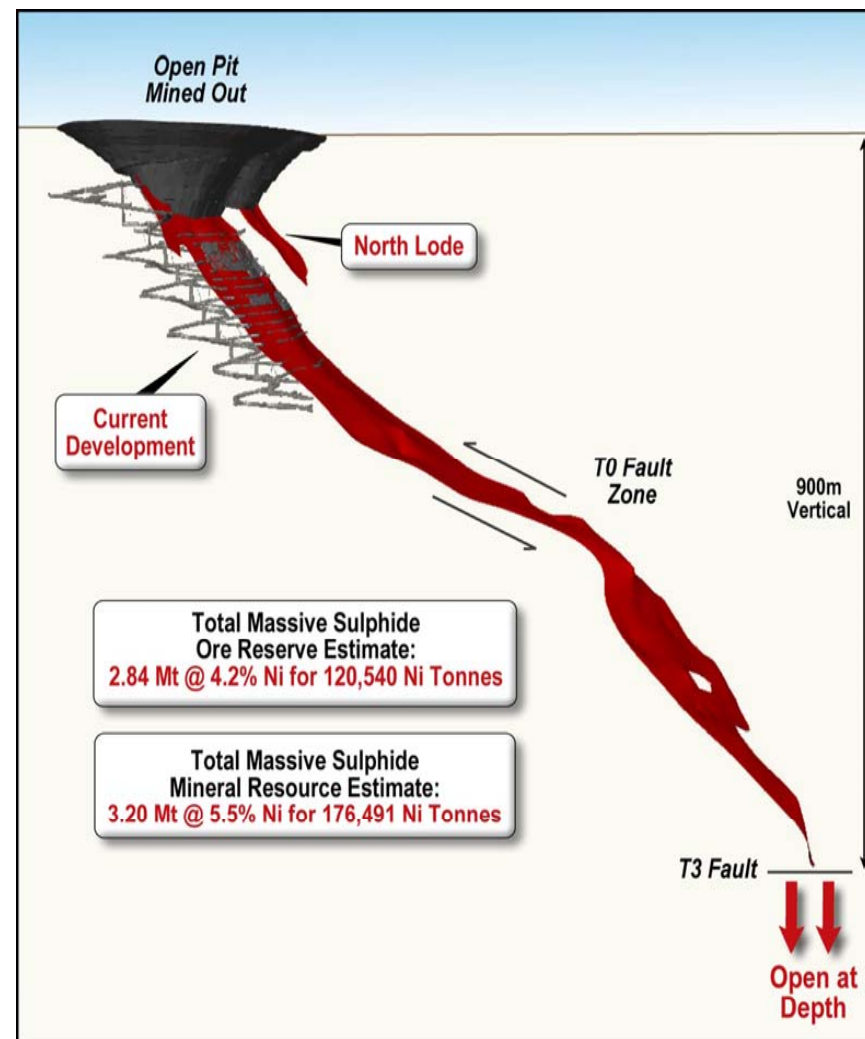 Open Pit
Mined Out
North Lode
Current
Development
T0 Fault
Zone
900m
Vertical
Total Massive Sulphide
Ore Reserve Estimate:
2.84 Mt @ 4.2% Ni for 120,540 Ni Tonnes
Total Massive Sulphide
Mineral Resource Estimate:
3.20 Mt @ 5.5% Ni for 176,491 Ni Tonnes
T3 Fault
Open at
Depth